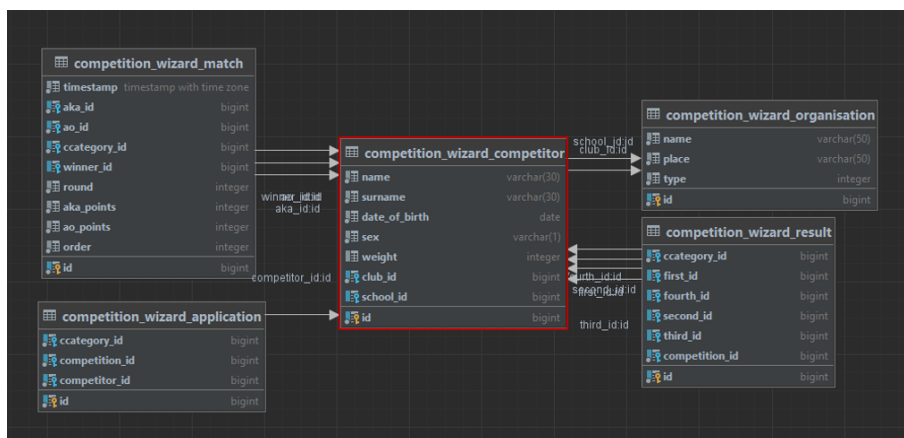 competition_wizard_match
timestamp timestamp with time zone
aka_id bigint
ao_id bigint
ccategory_id bigint
winner_id bigint
round integer
aka_points integer
ao_points integer
order integer
id bigint
competition_wizard_application
ccategory_id bigint
competition_id bigint
competitor_id bigint
id bigint
aka_id:id
competitor_id:id
competition_wizard_competitor
name varchar(30)
surname varchar(30)
date_of_birth date
sex varchar(1)
weight integer
club_id bigint
school_id bigint
id bigint
school_id:id
club_id:id
third_id:id
competition_wizard_organisation
name varchar(50)
place varchar(50)
type integer
id bigint
competition_wizard_result
ccategory_id bigint
first_id bigint
fourth_id bigint
second_id bigint
third_id bigint
competition_id bigint
id bigint